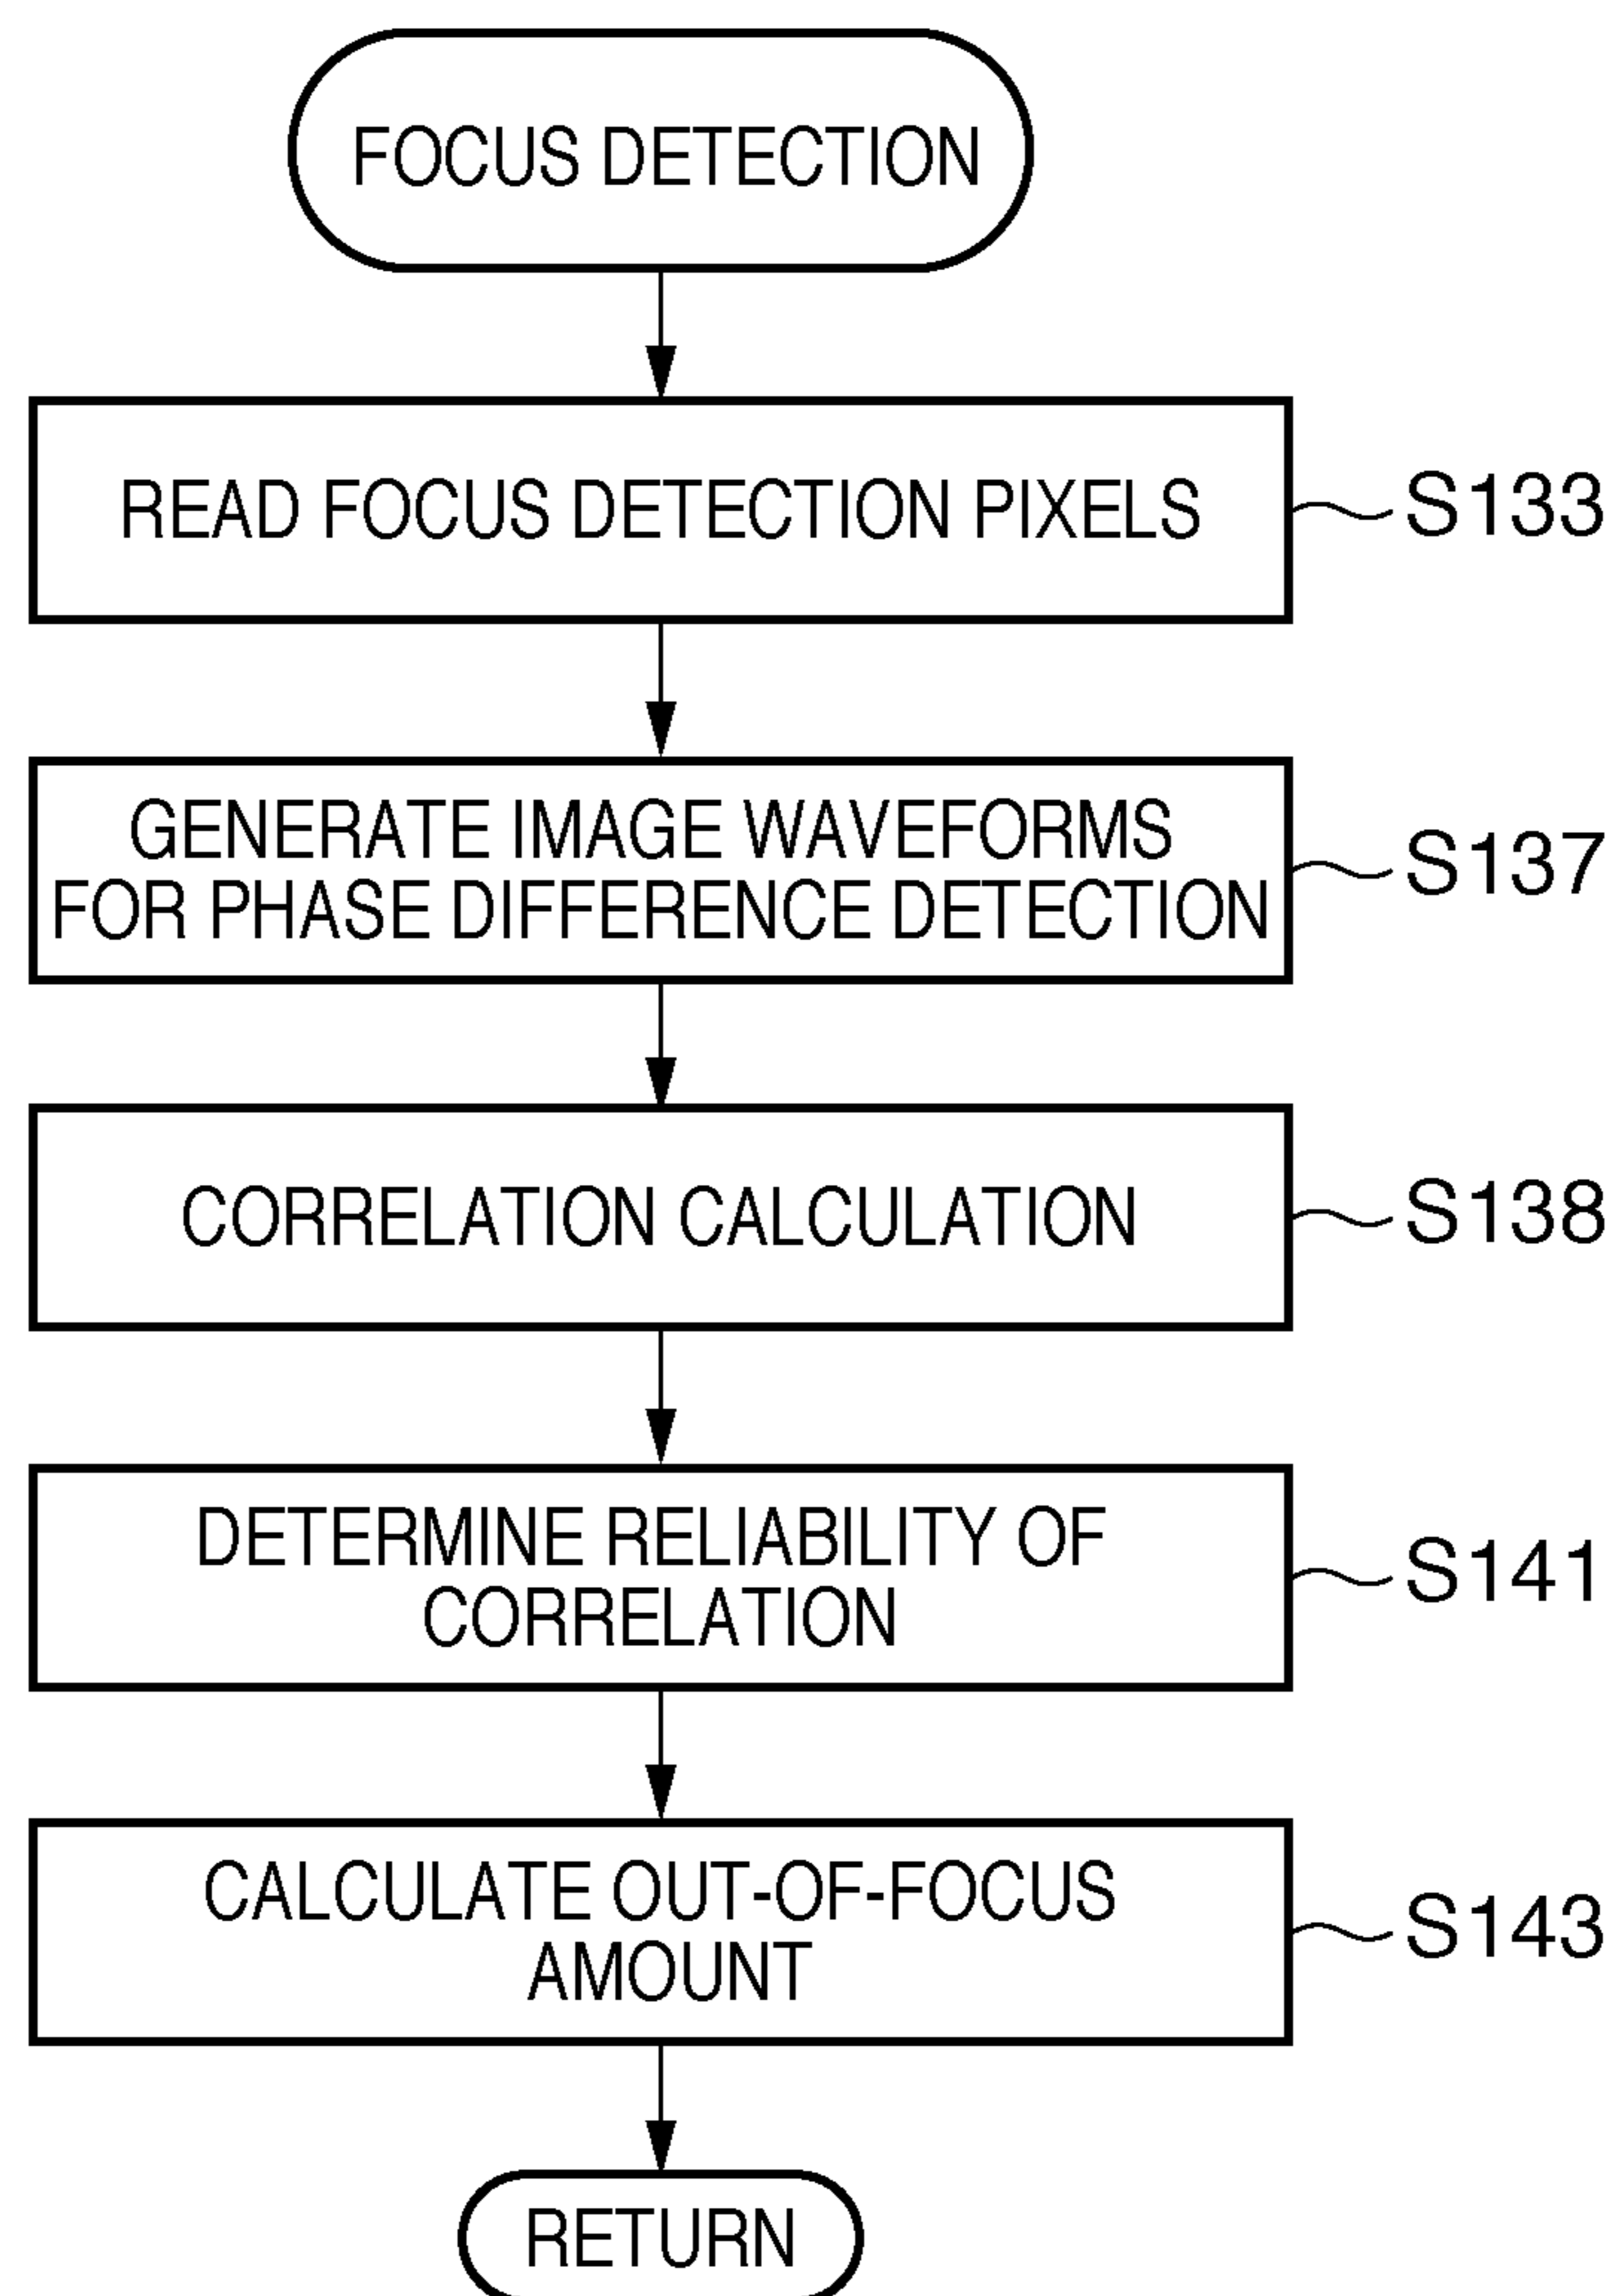 FOCUS DETECTION
READ FOCUS DETECTION PIXELS
S133
GENERATE IMAGE WAVEFORMS
FOR PHASE DIFFERENCE DETECTION
S137
CORRELATION CALCULATION
S138
DETERMINE RELIABILITY OF
CORRELATION
S141
CALCULATE OUT-OF-FOCUS
AMOUNT
S143
RETURN